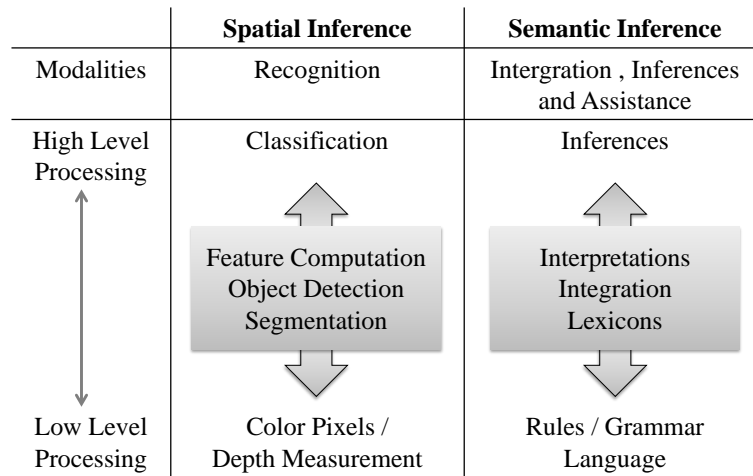 Spatial Inference Semantic Inference
Modalities Recognition Intergration , Inferences
and Assistance
High Level Classification Inferences
Processing
Feature Computation Interpretations
Object Detection Integration
Segmentation Lexicons
Low Level Color Pixels / Rules / Grammar
Processing Depth Measurement Language